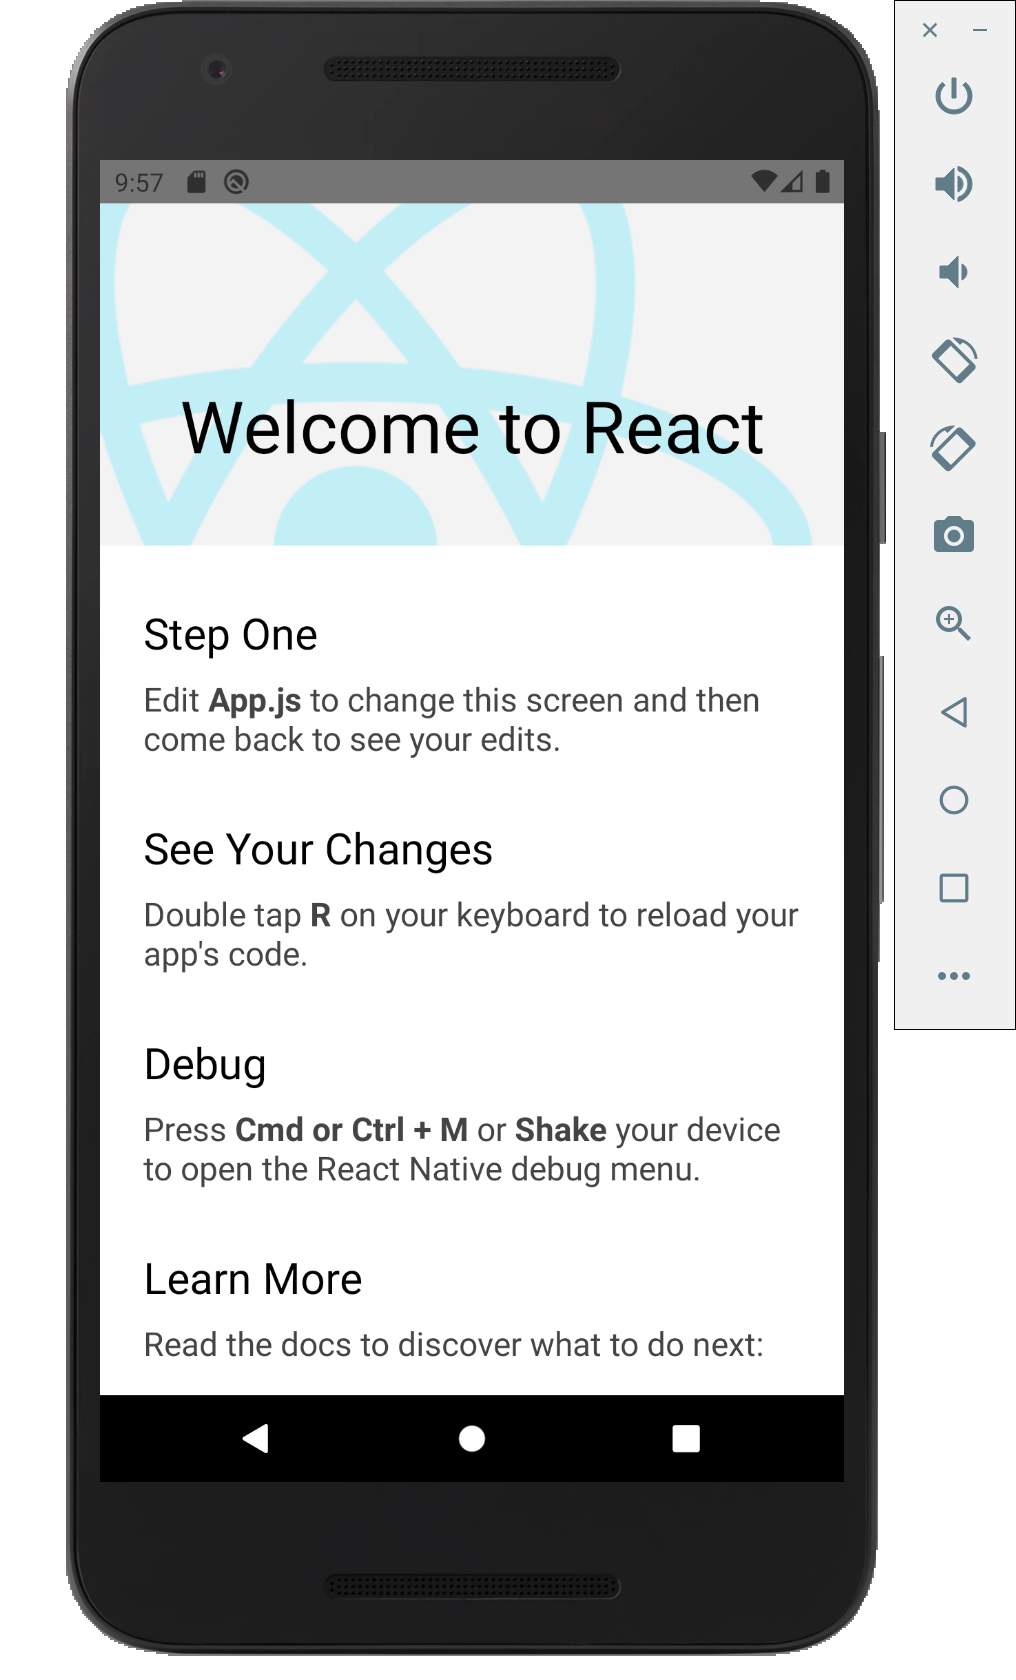 9:57
Welcome to React
Step One
Edit App.js to change this screen and then
come back to see your edits.
See Your Changes
Double tap R on your keyboard to reload your
app's code.
Debug
Press Cmd or Ctrl + M or Shake your device
to open the React Native debug menu.
Learn More
Read the docs to discover what to do next: